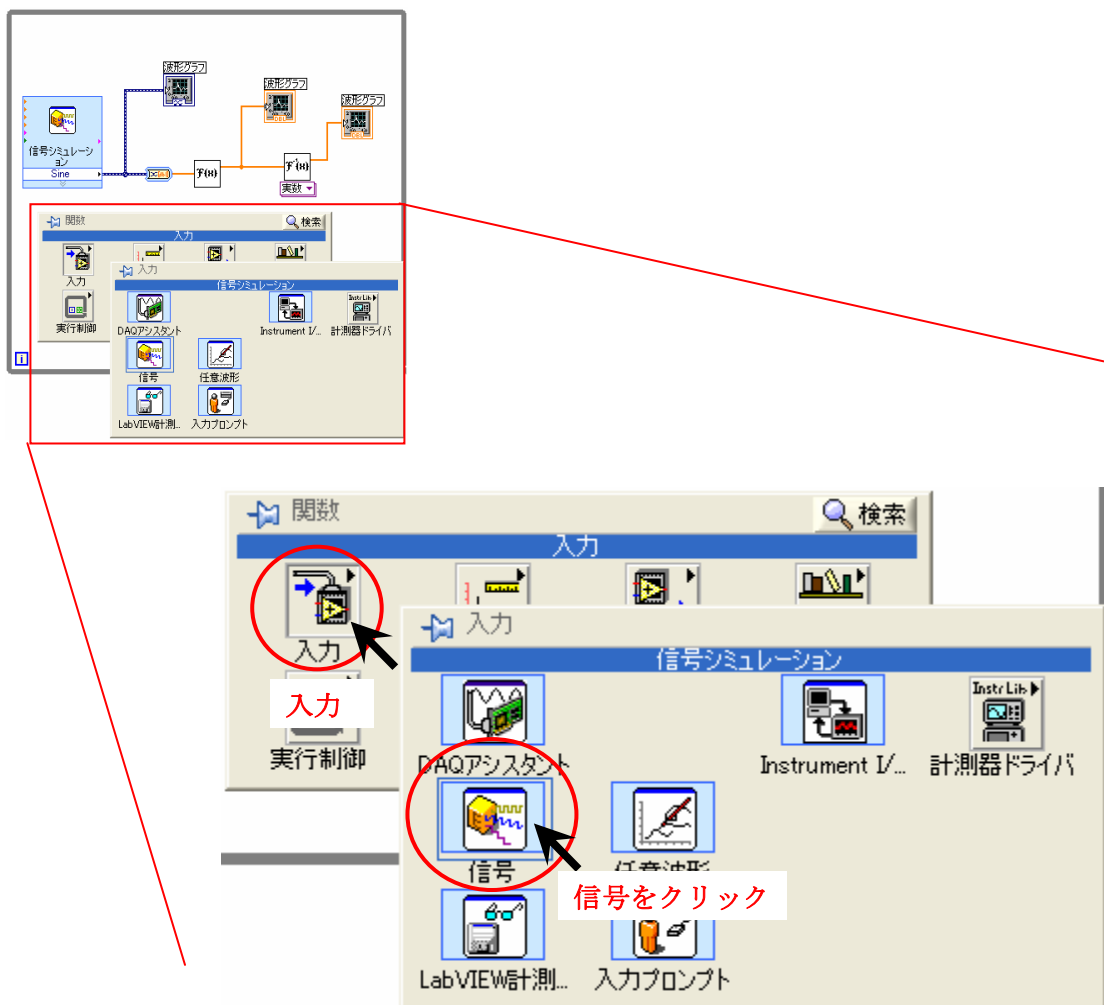 波形グラフ
波形グラフ
波形グラフ
信号シミュレーシ
ョン
Sine
F(x)
F⁻¹(x)
実数
関数
検索
入力
入力
入力
信号シミュレーション
実行制御
DAQアシスタント
Instrument I/...
Instr Lib
計測器ドライバ
信号
任意波形
LabVIEW計測...
入力プロンプト
i
関数
検索
入力
入力
入力
入力
信号シミュレーション
実行制御
DAQアシスタント
Instrument I/...
Instr Lib
計測器ドライバ
信号
任意波形
信号をクリック
LabVIEW計測...
入力プロンプト